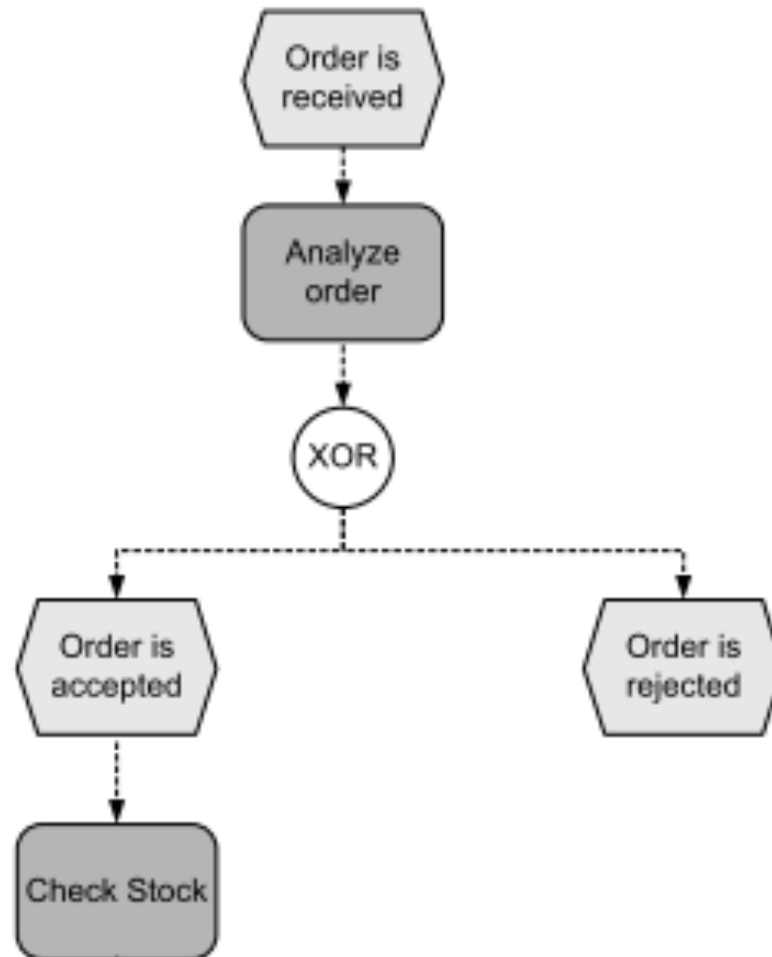 Order is
received
Analyze
order
XOR
Order is
accepted
Order is
rejected
Check Stock